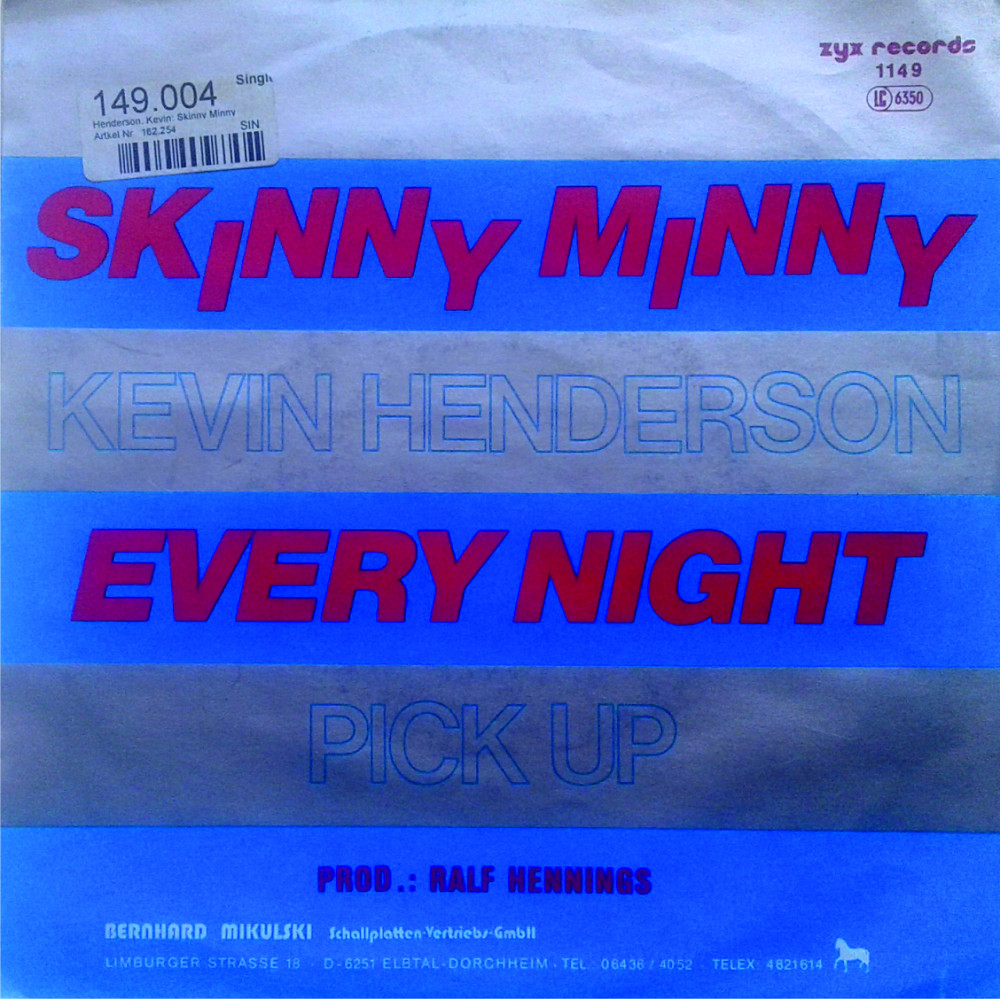 zyx records
1149
LC 6350
Single
149.004
Henderson, Kevin: Skinny Minny
Artikel Nr. 162.254 SIN
SKINNY MINNY
KEVIN HENDERSON
EVERY NIGHT
PICK UP
PROD.: RALF HENNINGS
BERNHARD MIKULSKI Schallplatten-Vertriebs-GmbH
LIMBURGER STRASSE 18 · D-6251 ELBTAL-DORCHHEIM · TEL. 06436/4052 · TELEX: 4821614